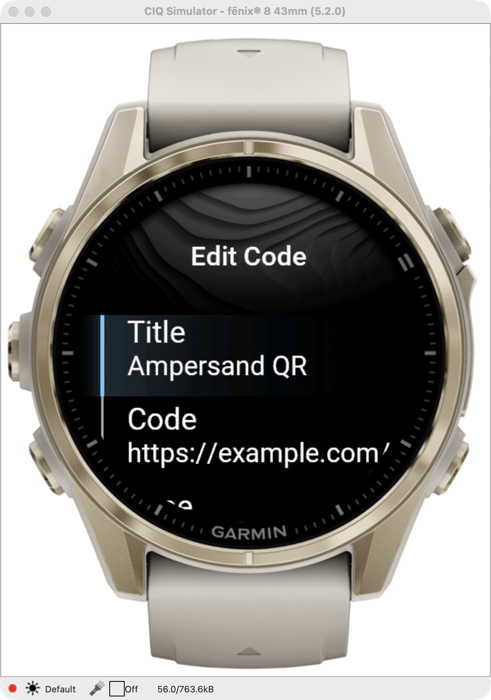 CIQ Simulator - fēnix® 8 43mm (5.2.0)
Edit Code
Title
Ampersand QR
Code
https://example.com/
GARMIN
Default
Off
56.0/763.6kB